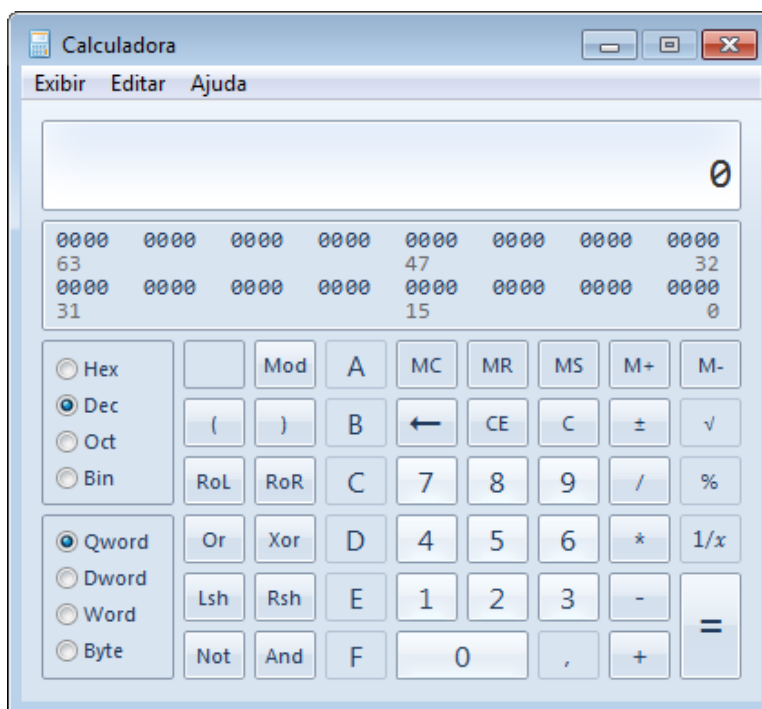 Calculadora
Exibir Editar Ajuda
0
0000 0000 0000 0000 0000 0000 0000 0000
63 47 32
0000 0000 0000 0000 0000 0000 0000 0000
31 15 0
Hex Mod A MC MR MS M+ M-
Dec ( ) B ← CE C ± √
Oct
Bin RoL RoR C 7 8 9 / %
Qword Or Xor D 4 5 6 * 1/x
Dword
Word Lsh Rsh E 1 2 3 - =
Byte Not And F 0 , +